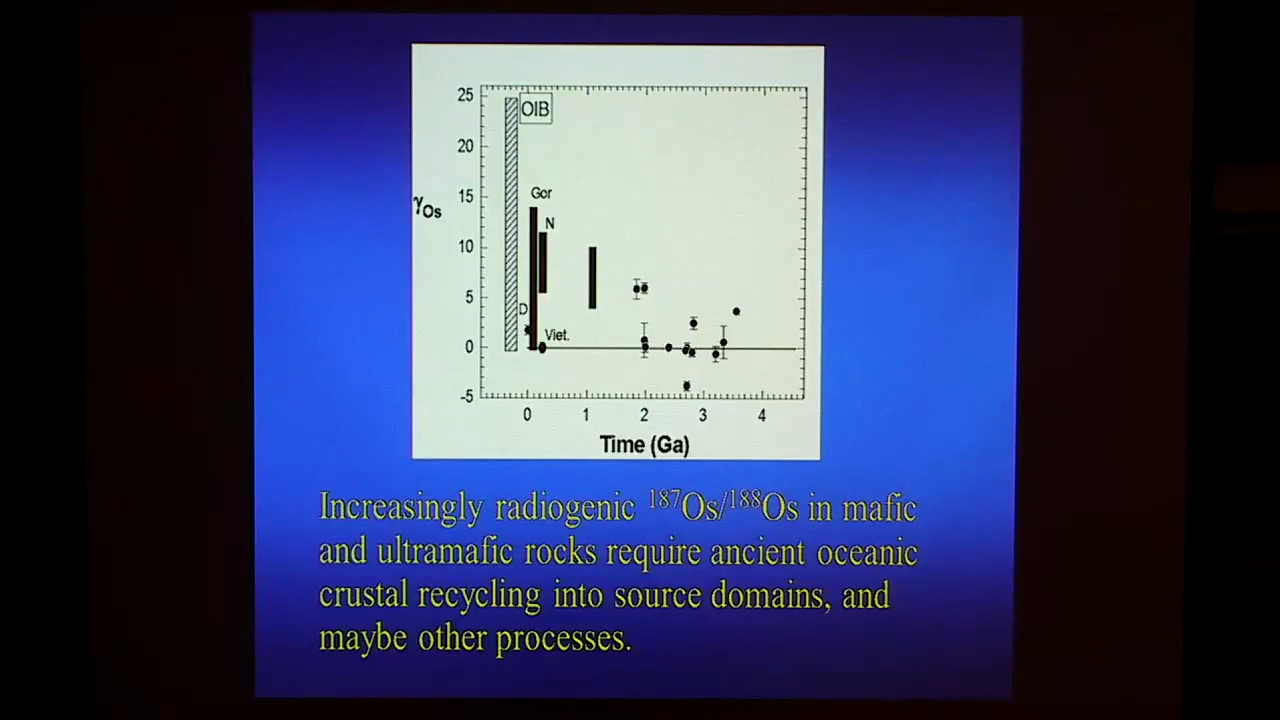 25
OIB
20
Gor
15
γOs
N
10
5
D
Viet.
0
-5
0 1 2 3 4
Time (Ga)
Increasingly radiogenic ¹⁸⁷Os/¹⁸⁸Os in mafic
and ultramafic rocks require ancient oceanic
crustal recycling into source domains, and
maybe other processes.